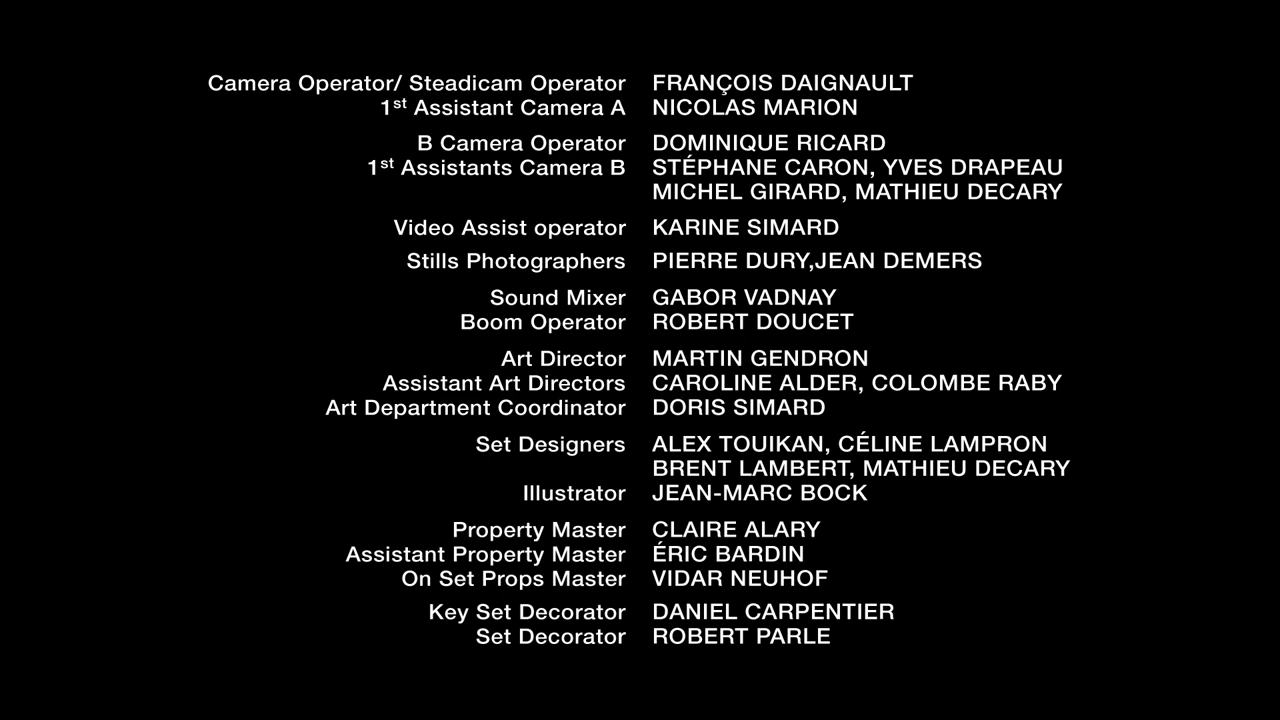 Camera Operator/ Steadicam Operator FRANÇOIS DAIGNAULT
1st Assistant Camera A NICOLAS MARION
B Camera Operator DOMINIQUE RICARD
1st Assistants Camera B STÉPHANE CARON, YVES DRAPEAU
MICHEL GIRARD, MATHIEU DECARY
Video Assist operator KARINE SIMARD
Stills Photographers PIERRE DURY,JEAN DEMERS
Sound Mixer GABOR VADNAY
Boom Operator ROBERT DOUCET
Art Director MARTIN GENDRON
Assistant Art Directors CAROLINE ALDER, COLOMBE RABY
Art Department Coordinator DORIS SIMARD
Set Designers ALEX TOUIKAN, CÉLINE LAMPRON
BRENT LAMBERT, MATHIEU DECARY
Illustrator JEAN-MARC BOCK
Property Master CLAIRE ALARY
Assistant Property Master ÉRIC BARDIN
On Set Props Master VIDAR NEUHOF
Key Set Decorator DANIEL CARPENTIER
Set Decorator ROBERT PARLE